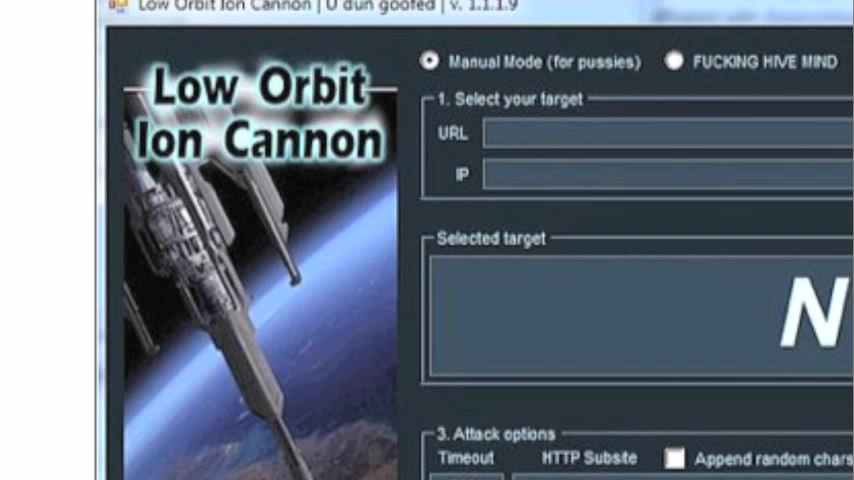 Low Orbit Ion Cannon | U dun goofed | v. 1.1.1.9
Low Orbit
Ion Cannon
Manual Mode (for pussies)
FUCKING HIVE MIND
1. Select your target
URL
IP
Selected target
N
3. Attack options
Timeout
HTTP Subsite
Append random chars